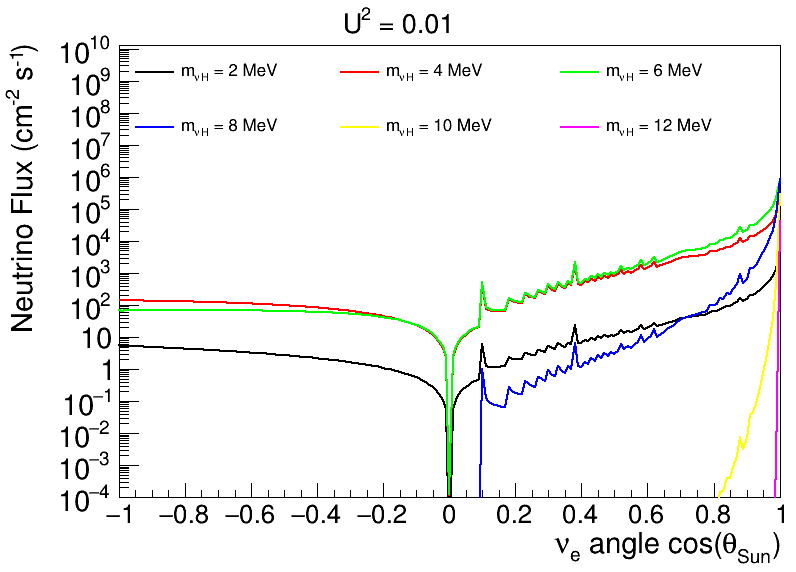 U² = 0.01
Neutrino Flux (cm⁻² s⁻¹)
10¹⁰
10⁹
10⁸
10⁷
10⁶
10⁵
10⁴
10³
10²
10
1
10⁻¹
10⁻²
10⁻³
10⁻⁴
m_νH = 2 MeV m_νH = 4 MeV m_νH = 6 MeV
m_νH = 8 MeV m_νH = 10 MeV m_νH = 12 MeV
−1 −0.8 −0.6 −0.4 −0.2 0 0.2 0.4 0.6 0.8 1
ν_e angle cos(θ_Sun)